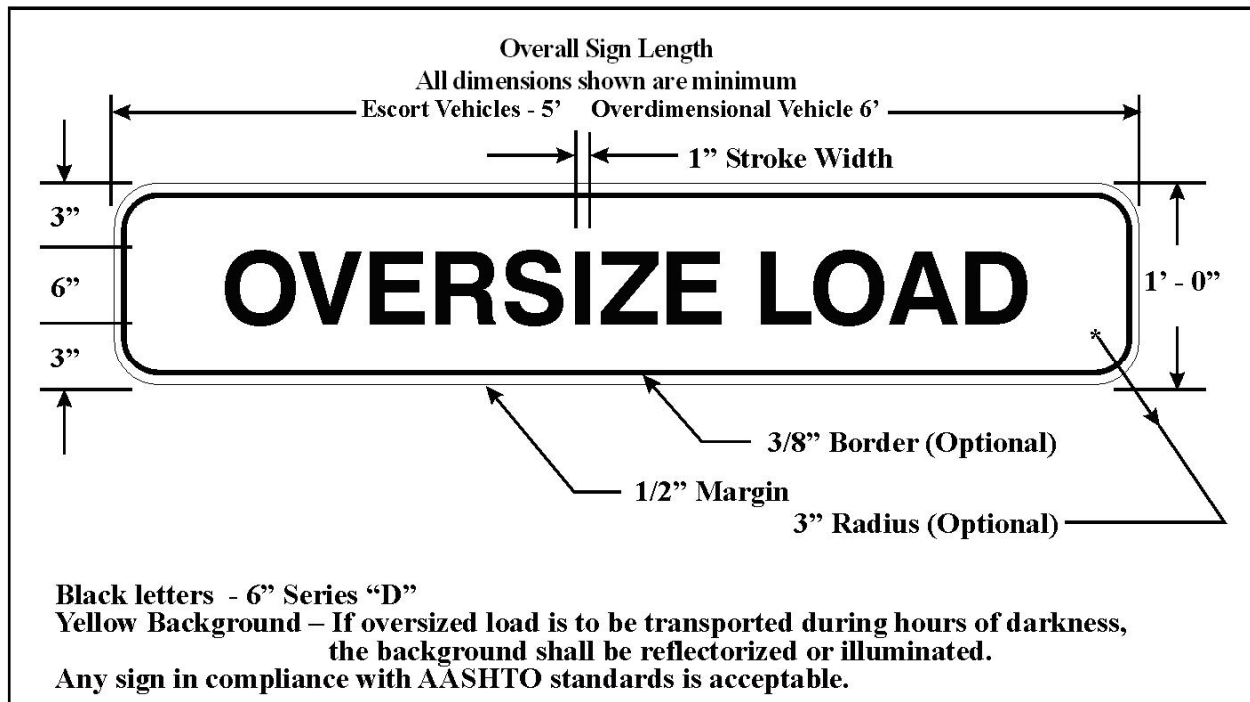 Overall Sign Length
All dimensions shown are minimum
Escort Vehicles - 5’ Overdimensional Vehicle 6’
1” Stroke Width
3”
6”
3”
OVERSIZE LOAD
1’ - 0”
*
3/8” Border (Optional)
1/2” Margin
3” Radius (Optional)
Black letters - 6” Series “D”
Yellow Background – If oversized load is to be transported during hours of darkness,
the background shall be reflectorized or illuminated.
Any sign in compliance with AASHTO standards is acceptable.